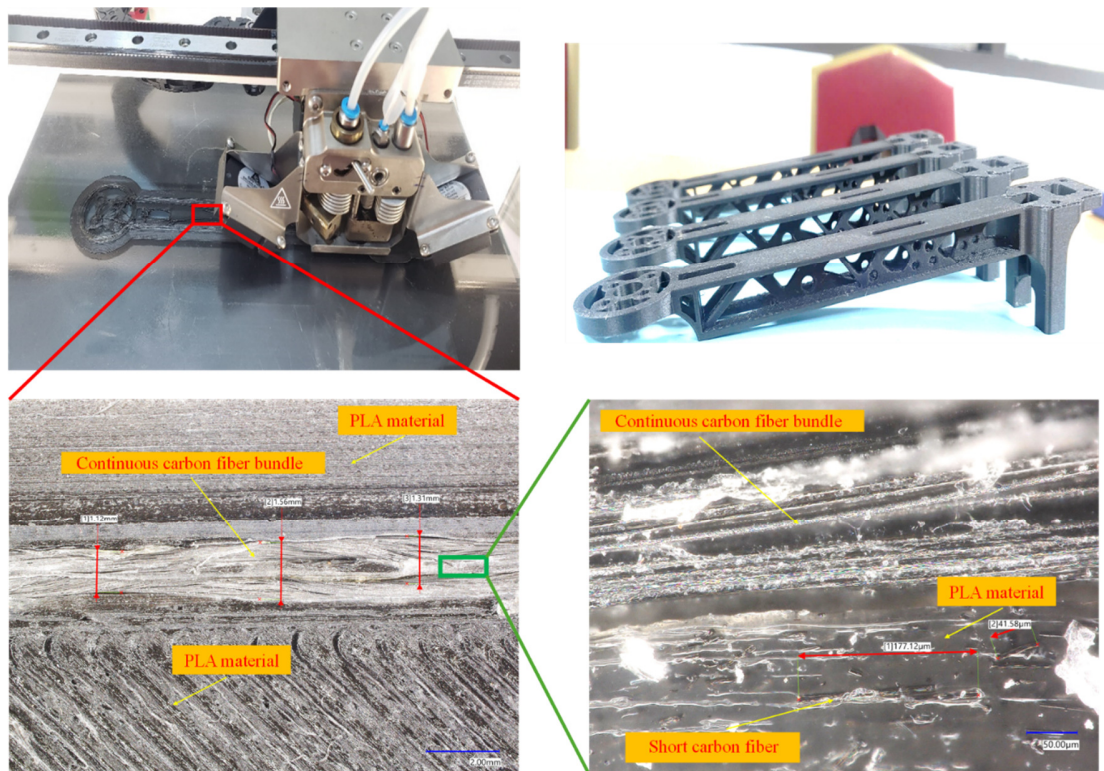 PLA material
Continuous carbon fiber bundle
[1]1.12mm
[2]1.56mm
[3]1.31mm
PLA material
2.00mm
Continuous carbon fiber bundle
PLA material
[2]41.58μm
[1]177.12μm
Short carbon fiber
50.00μm